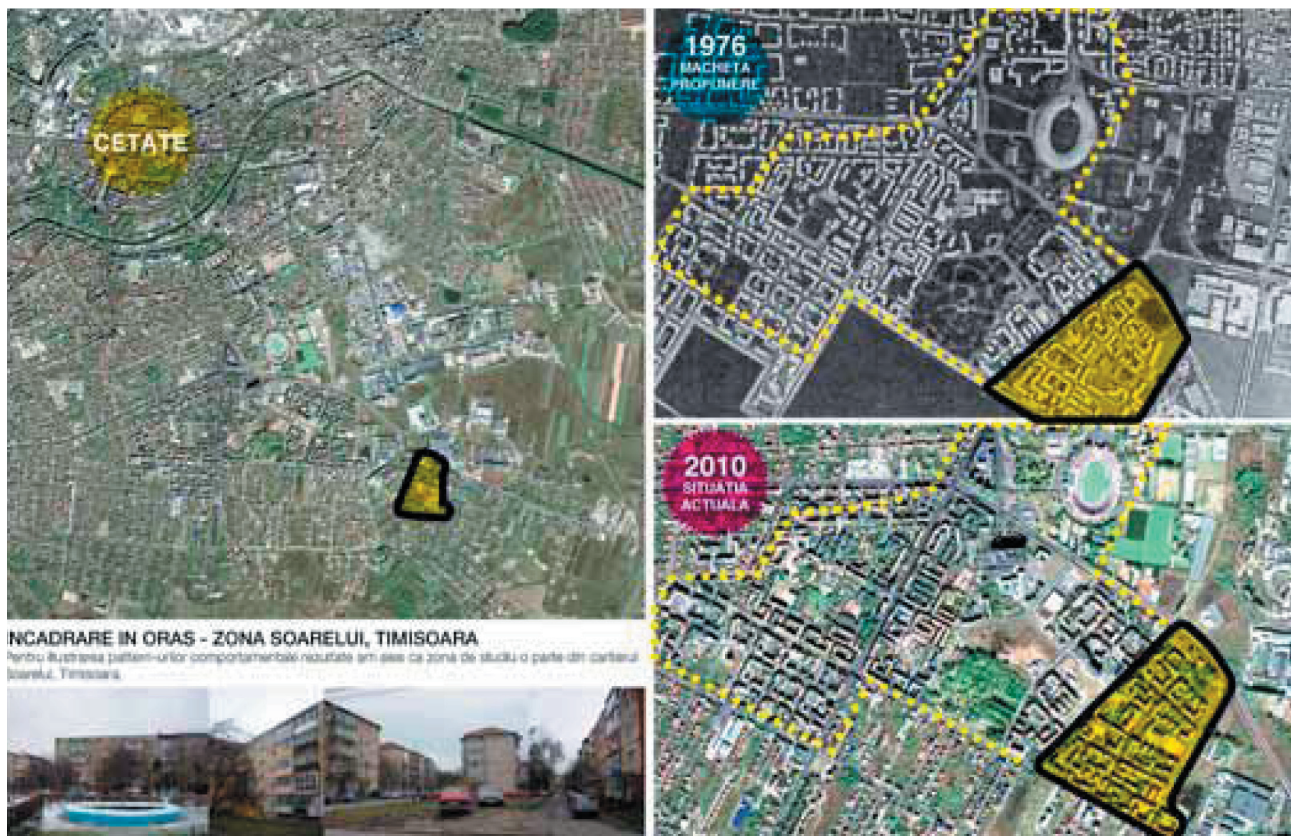 CETATE
NCADRARE IN ORAS - ZONA SOARELUI, TIMISOARA
Pentru ilustrarea pattern-urilor comportamentale rezultate am ales ca zona de studiu o parte din cartierul
Soarelui, Timisoara
1976
MACHETA
PROPUNERE
2010
SITUATIA
ACTUALA